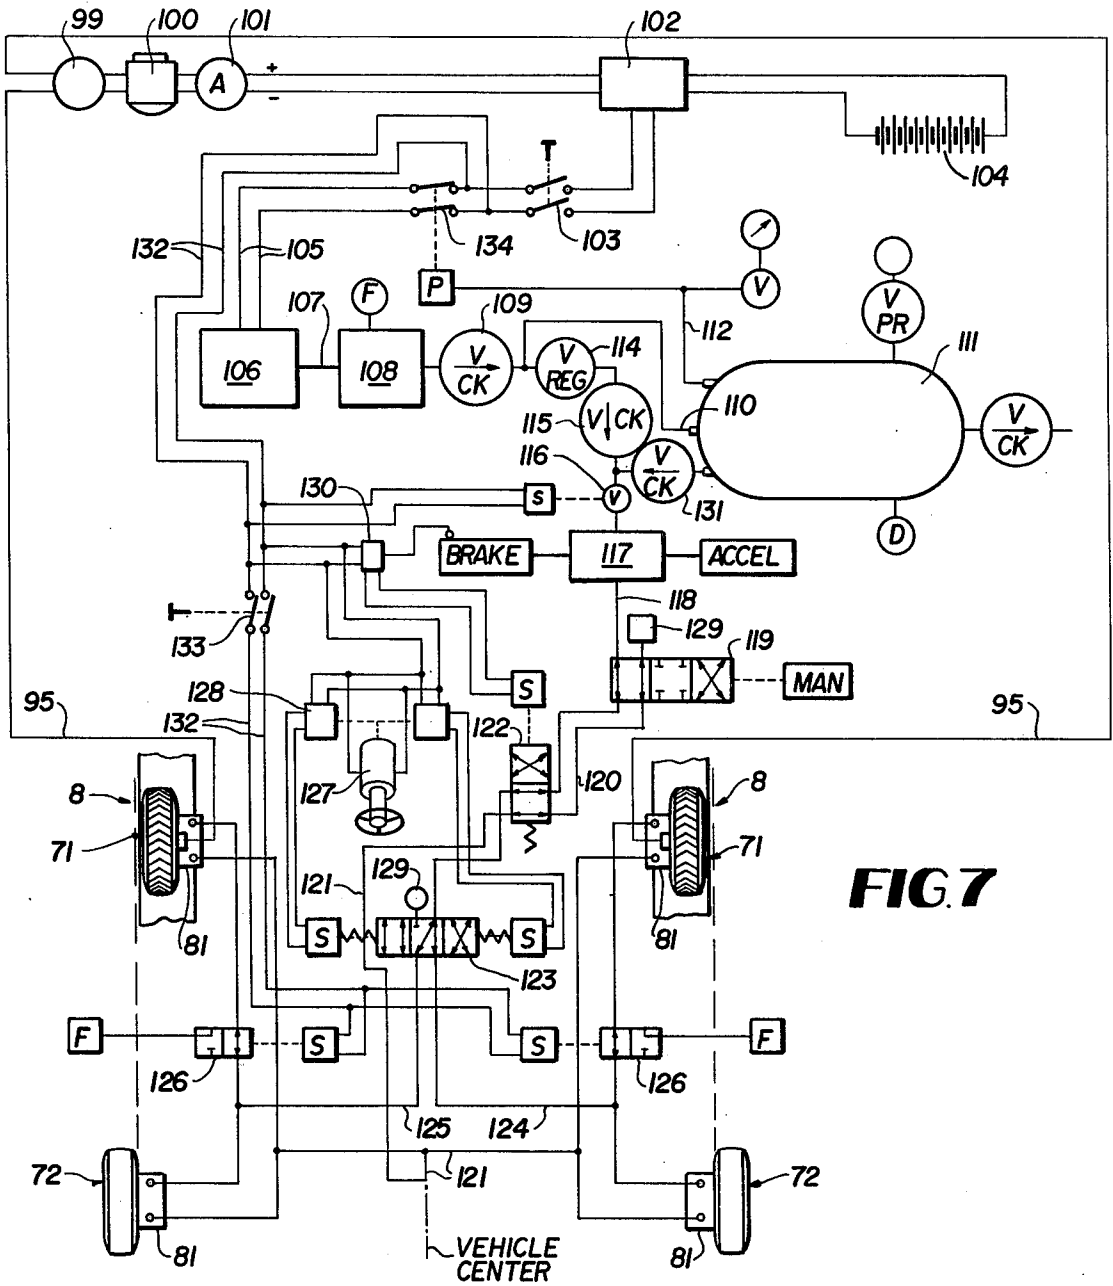 99
100
101
102
A
+
-
104
103
134
132
105
P
V
V
PR
107
F
109
112
111
114
106
108
V
CK
V
REG
110
115
V CK
V
CK
116
V
CK
131
130
S
V
D
BRAKE
117
ACCEL
118
129
119
133
MAN
128
S
122
95
132
127
120
95
8
8
71
129
71
121
81
81
FIG. 7
S
S
123
F
S
S
F
126
126
125
124
72
121
72
81
81
VEHICLE
CENTER